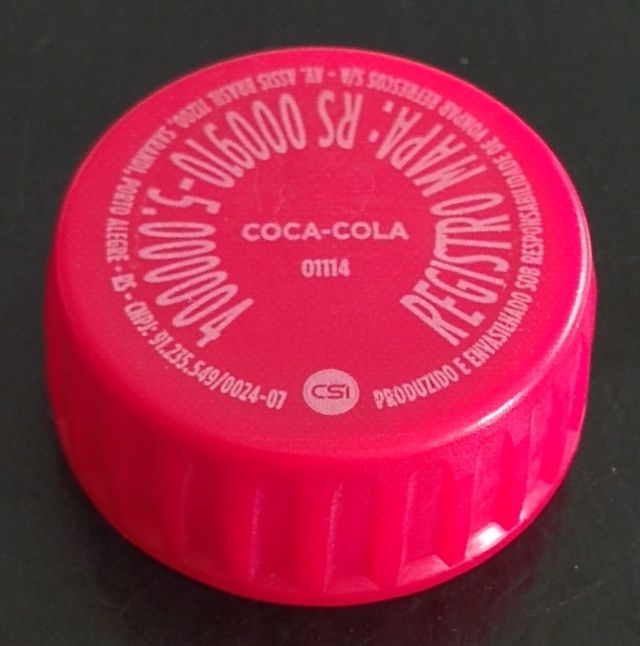 COCA-COLA
01114
REGISTRO MAPA: RS 000910-5.000004
PRODUZIDO E ENVASILHADO SOB RESPONSABILIDADE DE VONPAR REFRESCOS S/A - AV. ASSIS BRASIL 11200, SARANDI, PORTO ALEGRE - RS - CNPJ: 91.235.549/0024-07
CSI